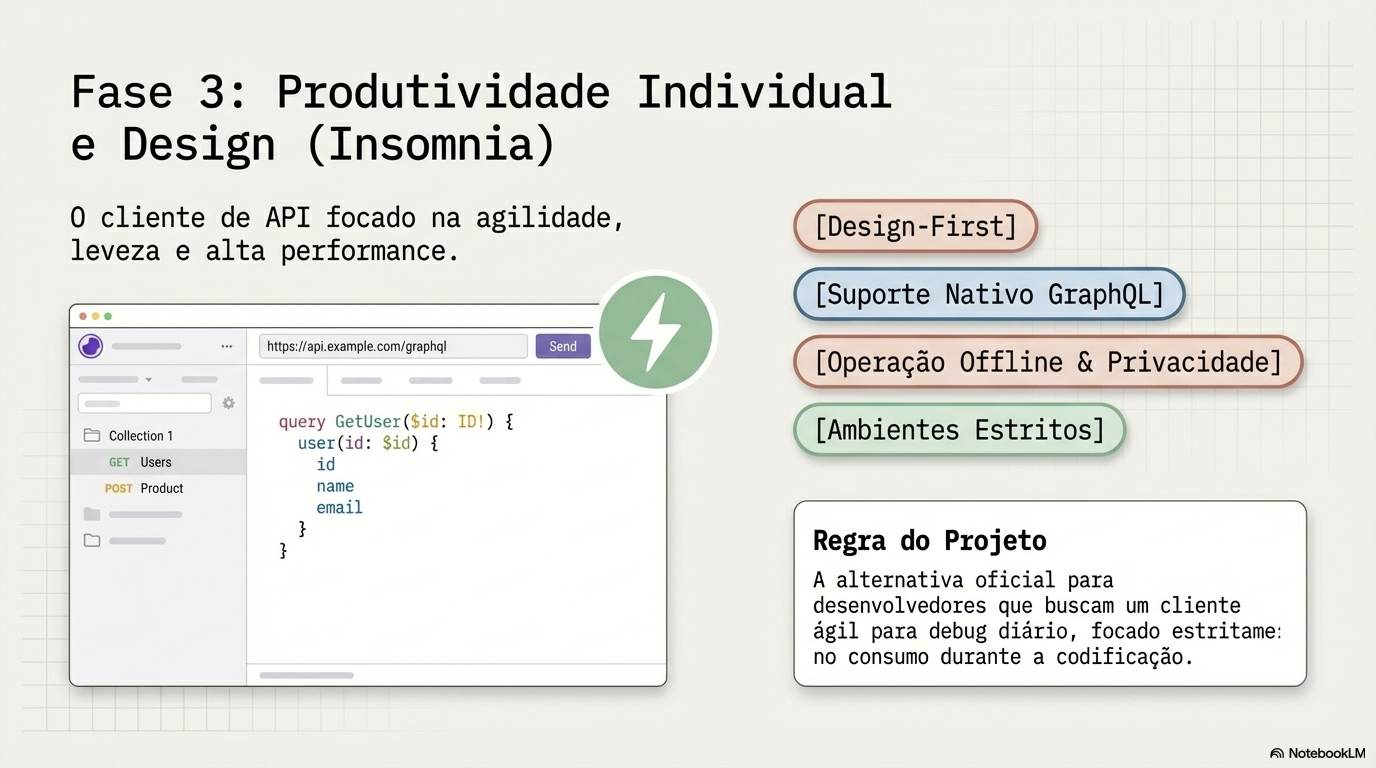 Fase 3: Produtividade Individual
e Design (Insomnia)
O cliente de API focado na agilidade,
leveza e alta performance.
https://api.example.com/graphql
Send
Collection 1
GET Users
POST Product
query GetUser($id: ID!) {
user(id: $id) {
id
name
email
}
}
[Design-First]
[Suporte Nativo GraphQL]
[Operação Offline & Privacidade]
[Ambientes Estritos]
Regra do Projeto
A alternativa oficial para
desenvolvedores que buscam um cliente
ágil para debug diário, focado
no consumo durante a codificação.
NotebookLM